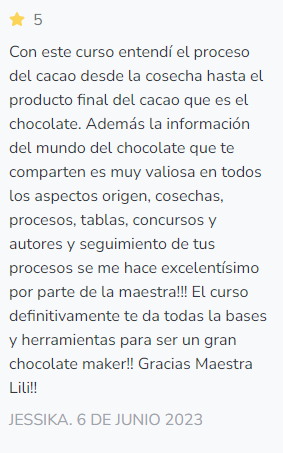 5
Con este curso entendí el proceso
del cacao desde la cosecha hasta el
producto final del cacao que es el
chocolate. Además la información
del mundo del chocolate que te
comparten es muy valiosa en todos
los aspectos origen, cosechas,
procesos, tablas, concursos y
autores y seguimiento de tus
procesos se me hace excelentísimo
por parte de la maestra!!! El curso
definitivamente te da todas la bases
y herramientas para ser un gran
chocolate maker!! Gracias Maestra
Lili!!
JESSIKA. 6 DE JUNIO 2023